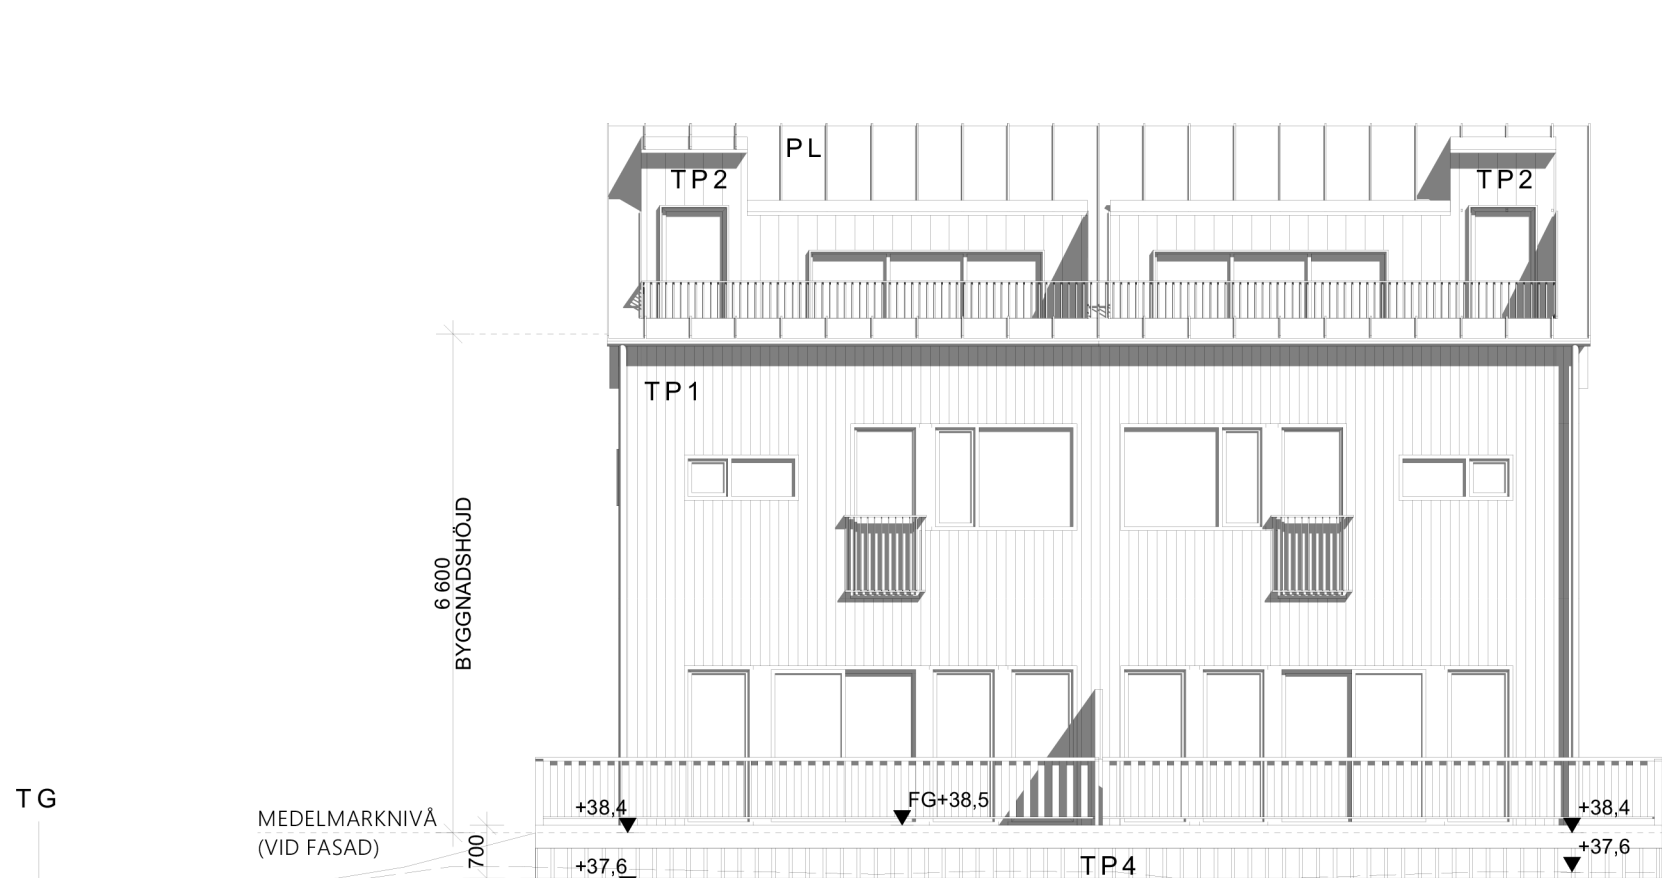 PL
TP2
TP2
TP1
6 600
BYGGNADSHÖJD
TG
FG+38,5
+38,4
+38,4
MEDELMARKNIVÅ
(VID FASAD)
700
+37,6
+37,6
TP4